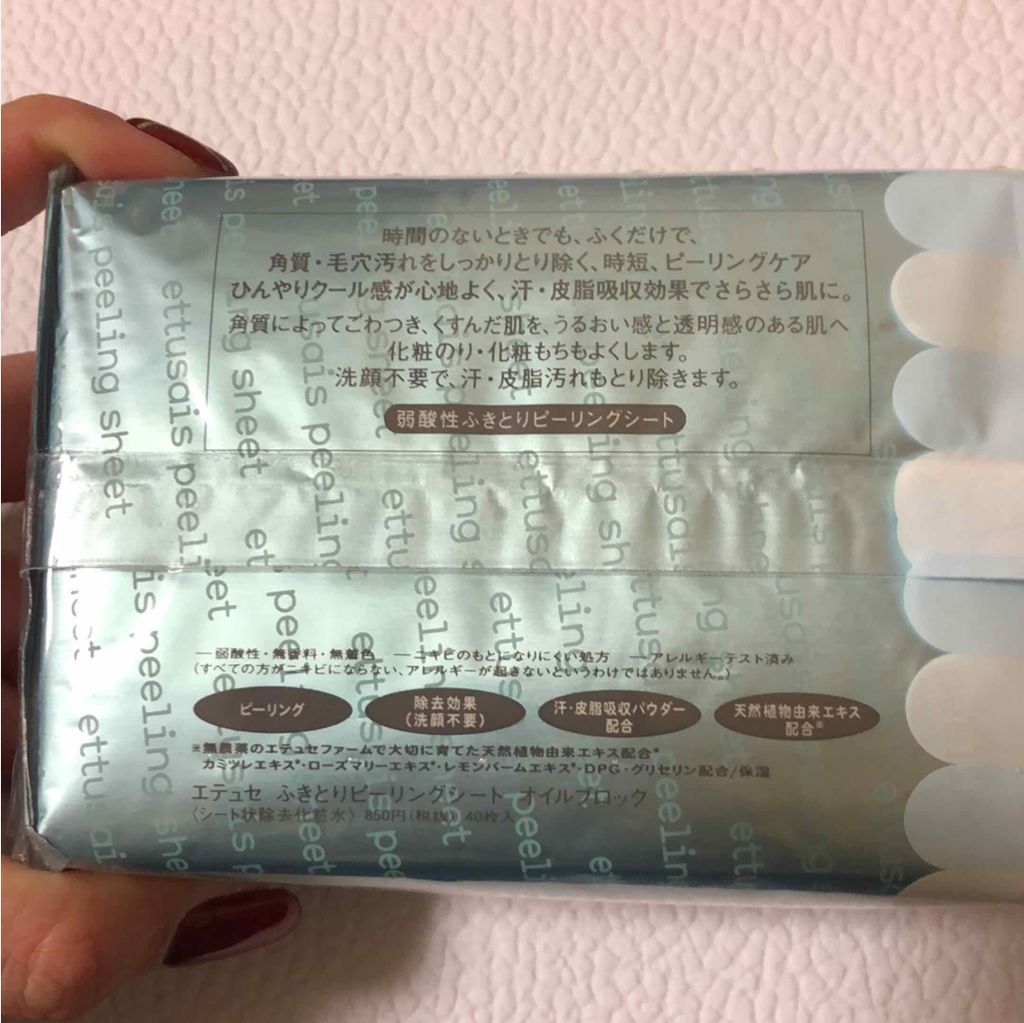 時間のないときでも、ふくだけで、
角質・毛穴汚れをしっかりとり除く、時短、ピーリングケア
ひんやりクール感が心地よく、汗・皮脂吸収効果でさらさら肌に。
角質によってごわつき、くすんだ肌を、うるおい感と透明感のある肌へ
化粧のり・化粧もちもよくします。
洗顔不要で、汗・皮脂汚れもとり除きます。
弱酸性ふきとりピーリングシート
ー弱酸性・無香料・無着色 ーニキビのもとになりにくい処方 ーアレルギーテスト済み
(すべての方がニキビにならない、アレルギーが起きないというわけではありません。)
ピーリング
除去効果
(洗顔不要)
汗・皮脂吸収パウダー
配合
天然植物由来エキス
配合※
※無農薬のエテュセファームで大切に育てた天然植物由来エキス配合*
カミツレエキス*・ローズマリーエキス*・レモンバームエキス*・DPG・グリセリン配合/保湿
エテュセ ふきとりピーリングシート オイルブロック
〈シート状除去化粧水〉 850円(税抜) 40枚入
ettusais peeling sheet